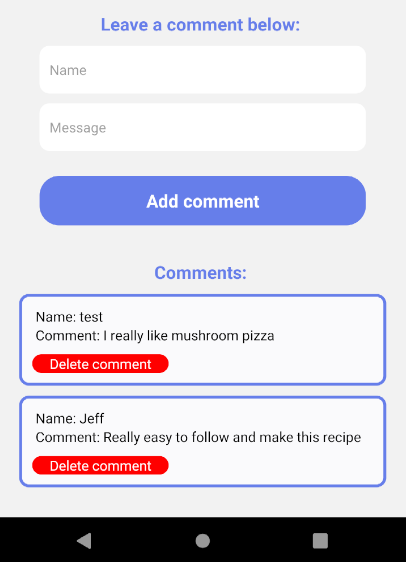 Leave a comment below:
Name
Message
Add comment
Comments:
Name: test
Comment: I really like mushroom pizza
Delete comment
Name: Jeff
Comment: Really easy to follow and make this recipe
Delete comment